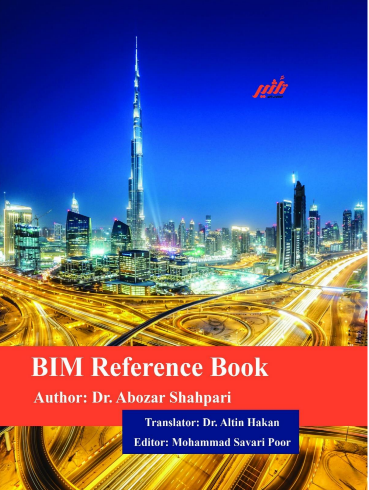 BIM Reference Book
Author: Dr. Abozar Shahpari
Translator: Dr. Altin Hakan
Editor: Mohammad Savari Poor